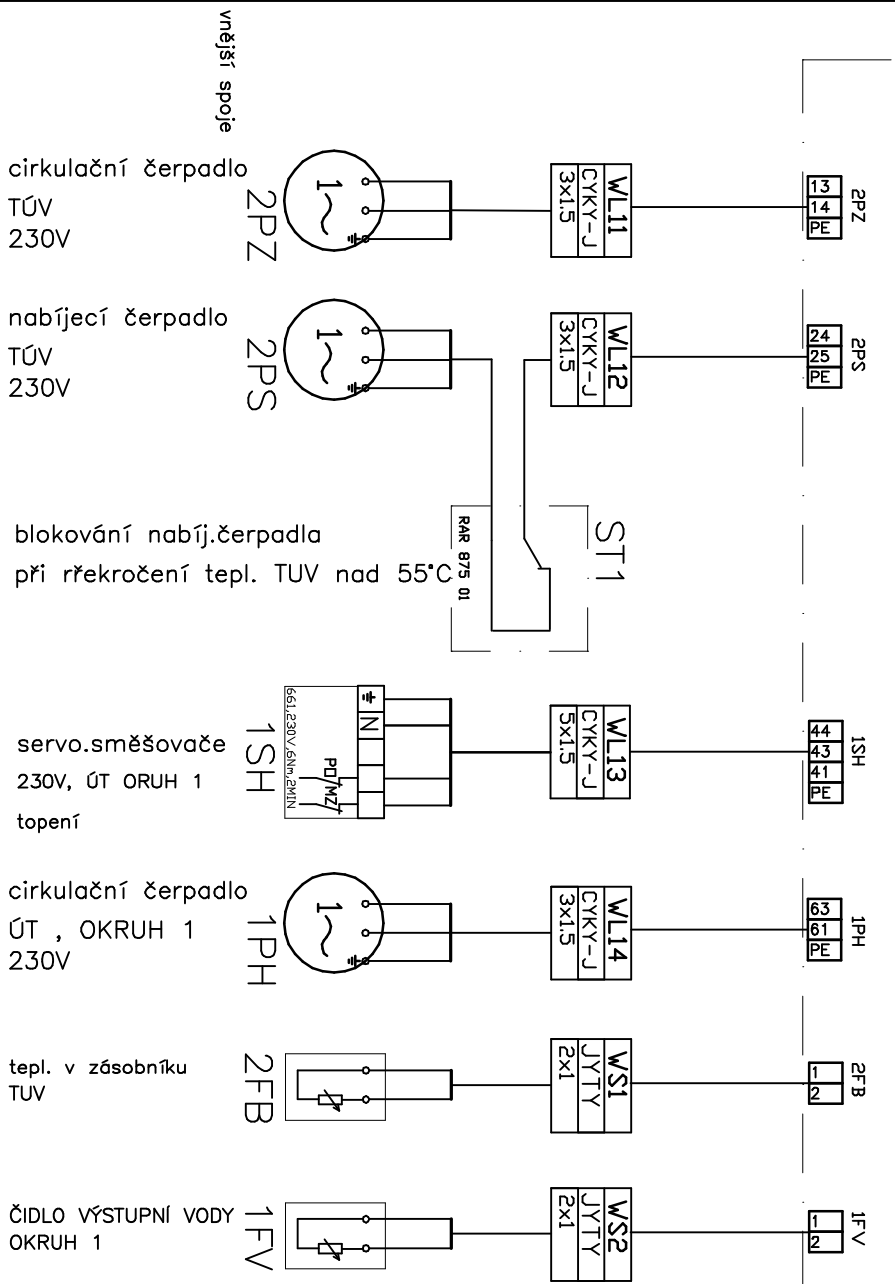 vnější spoje
cirkulační čerpadlo
TÚV
230V
2PZ
1~
WL11
CYKY-J
3x1.5
13
14
PE
2PZ
nabíjecí čerpadlo
TÚV
230V
2PS
1~
WL12
CYKY-J
3x1.5
24
25
PE
2PS
blokování nabíj.čerpadla
při rřekročení tepl. TUV nad 55°C
RAR 875 01
ST1
servo.směšovače
230V, ÚT ORUH 1
topení
1SH
661,230V,6Nm,2MIN
N
PO
MZ
WL13
CYKY-J
5x1.5
44
43
41
PE
1SH
cirkulační čerpadlo
ÚT , OKRUH 1
230V
1PH
1~
WL14
CYKY-J
3x1.5
63
61
PE
1PH
tepl. v zásobníku
TUV
2FB
WS1
JYTY
2x1
1
2
2FB
ČIDLO VÝSTUPNÍ VODY
OKRUH 1
1FV
WS2
JYTY
2x1
1
2
1FV